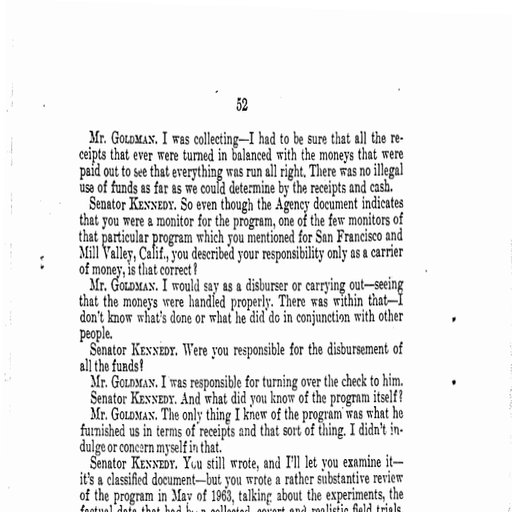 52
Mr. GOLDMAN. I was collecting—I had to be sure that all the re-
ceipts that ever were turned in balanced with the moneys that were
paid out to see that everything was run all right. There was no illegal
use of funds as far as we could determine by the receipts and cash.
Senator KENNEDY. So even though the Agency document indicates
that you were a monitor for the program, one of the few monitors of
that particular program which you mentioned for San Francisco and
Mill Valley, Calif., you described your responsibility only as a carrier
of money, is that correct?
Mr. GOLDMAN. I would say as a disburser or carrying out—seeing
that the moneys were handled properly. There was within that—I
don't know what's done or what he did do in conjunction with other
people.
Senator KENNEDY. Were you responsible for the disbursement of
all the funds?
Mr. GOLDMAN. I was responsible for turning over the check to him.
Senator KENNEDY. And what did you know of the program itself?
Mr. GOLDMAN. The only thing I knew of the program was what he
furnished us in terms of receipts and that sort of thing. I didn't in-
dulge or concern myself in that.
Senator KENNEDY. You still wrote, and I'll let you examine it—
it's a classified document—but you wrote a rather substantive review
of the program in May of 1963, talking about the experiments, the
factual data that had been collected, covert and realistic field trials,